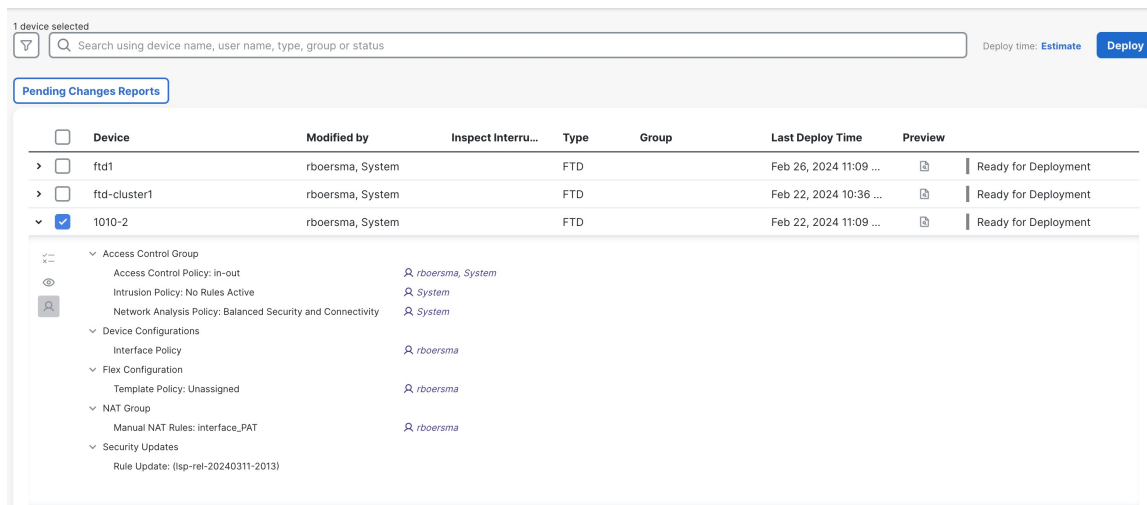 1 device selected
Search using device name, user name, type, group or status
Deploy time: Estimate
Deploy
Pending Changes Reports
Device Modified by Inspect Interru... Type Group Last Deploy Time Preview
ftd1 rboersma, System FTD Feb 26, 2024 11:09 ... Ready for Deployment
ftd-cluster1 rboersma, System FTD Feb 22, 2024 10:36 ... Ready for Deployment
1010-2 rboersma, System FTD Feb 22, 2024 11:09 ... Ready for Deployment
Access Control Group
Access Control Policy: in-out rboersma, System
Intrusion Policy: No Rules Active System
Network Analysis Policy: Balanced Security and Connectivity System
Device Configurations
Interface Policy rboersma
Flex Configuration
Template Policy: Unassigned rboersma
NAT Group
Manual NAT Rules: interface_PAT rboersma
Security Updates
Rule Update: (lsp-rel-20240311-2013)